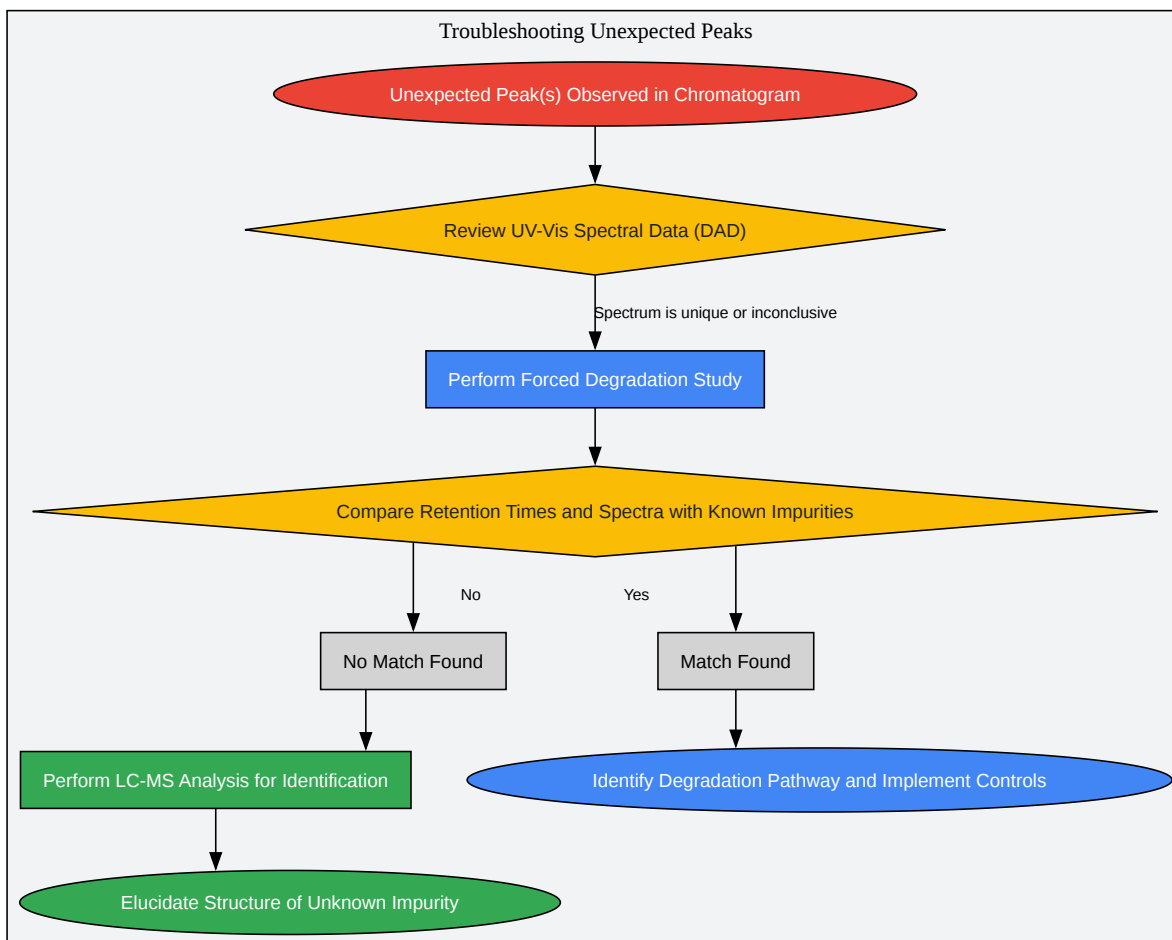 Troubleshooting Unexpected Peaks
Unexpected Peak(s) Observed in Chromatogram
Review UV-Vis Spectral Data (DAD)
Spectrum is unique or inconclusive
Perform Forced Degradation Study
Compare Retention Times and Spectra with Known Impurities
No
Yes
No Match Found
Match Found
Perform LC-MS Analysis for Identification
Identify Degradation Pathway and Implement Controls
Elucidate Structure of Unknown Impurity